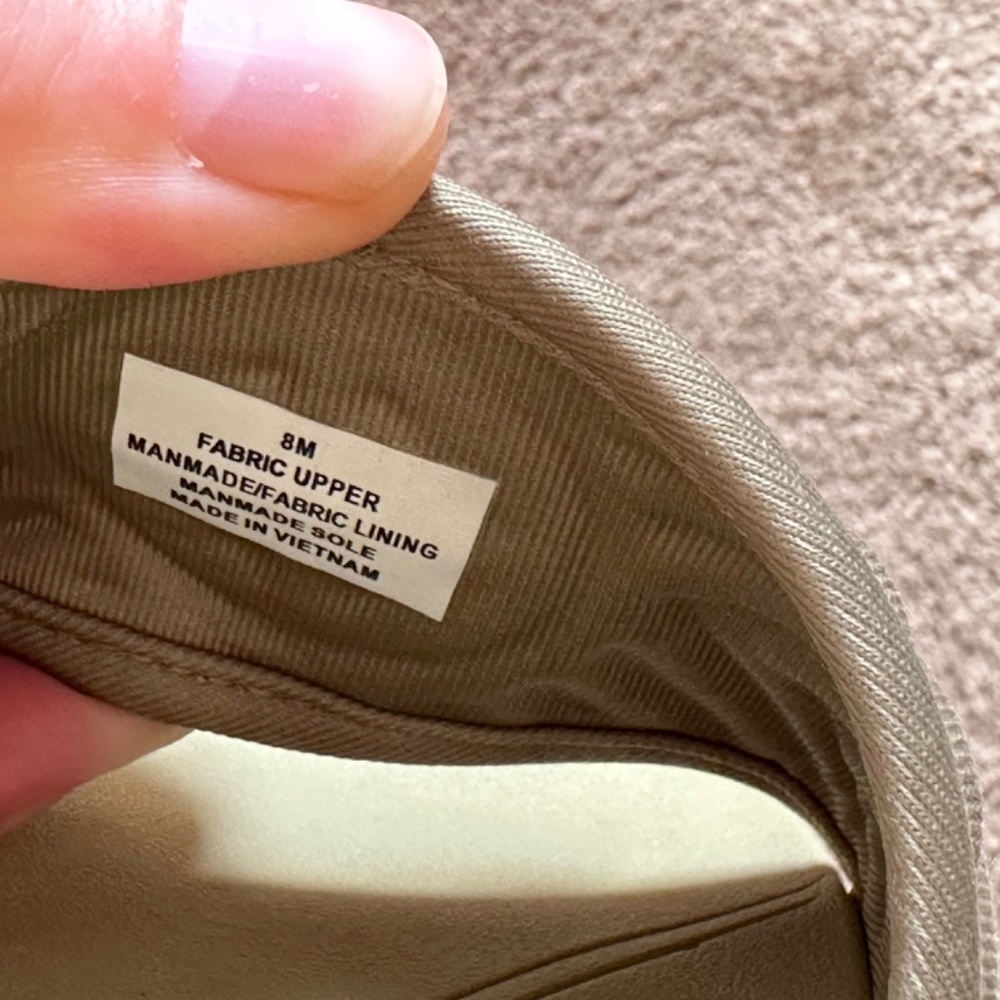 8M
FABRIC UPPER
MANMADE/FABRIC LINING
MANMADE SOLE
MADE IN VIETNAM